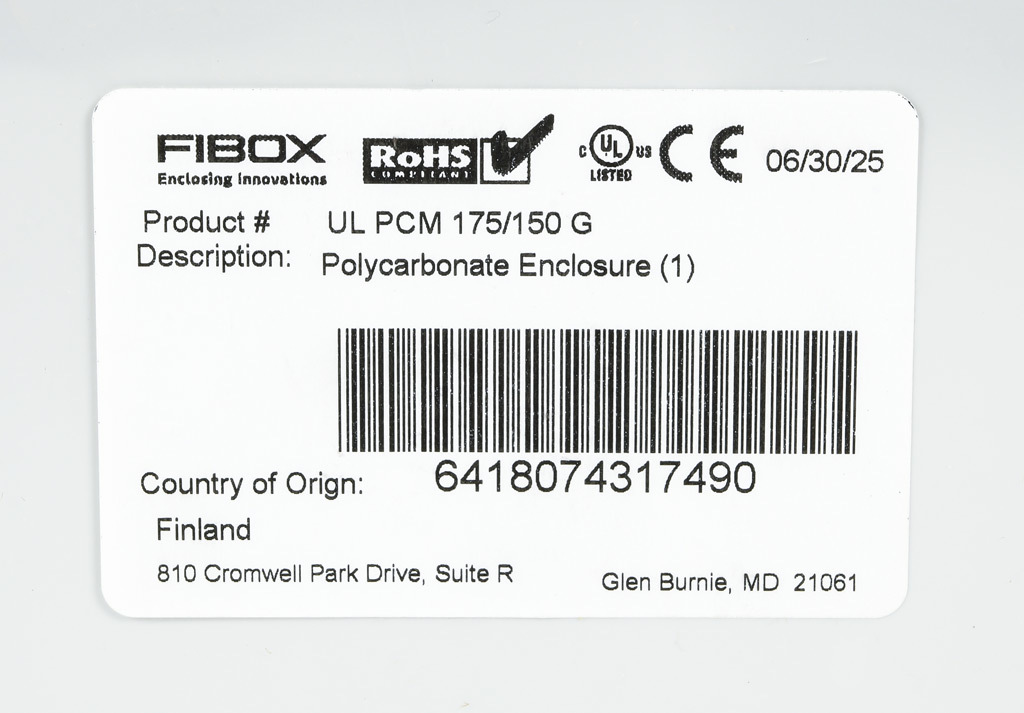 FIBOX
Enclosing Innovations
RoHS
COMPLIANT
C UL US
LISTED
CE
06/30/25
Product # UL PCM 175/150 G
Description: Polycarbonate Enclosure (1)
6418074317490
Country of Orign:
Finland
810 Cromwell Park Drive, Suite R Glen Burnie, MD 21061